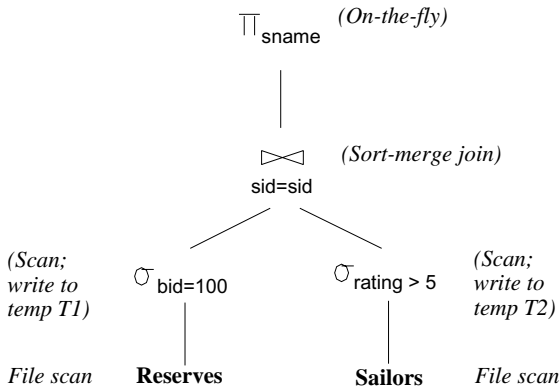 π sname (On-the-fly)
(Sort-merge join)
sid=sid
(Scan;
write to
temp T1)
σ bid=100
σ rating > 5
(Scan;
write to
temp T2)
File scan Reserves Sailors File scan